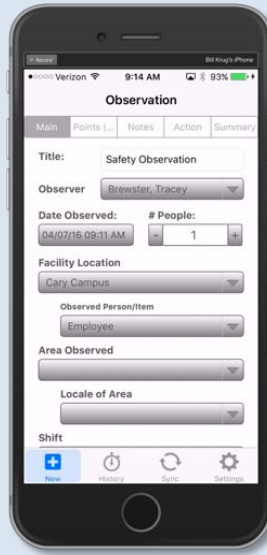 Record Bill Krug's iPhone
Verizon 9:14 AM 93%
Observation
Main Points (... Notes Action Summary
Title: Safety Observation
Observer Brewster, Tracey
Date Observed: # People:
04/07/16 09:11 AM - 1 +
Facility Location
Cary Campus
Observed Person/Item
Employee
Area Observed
Locale of Area
Shift
New History Sync Settings